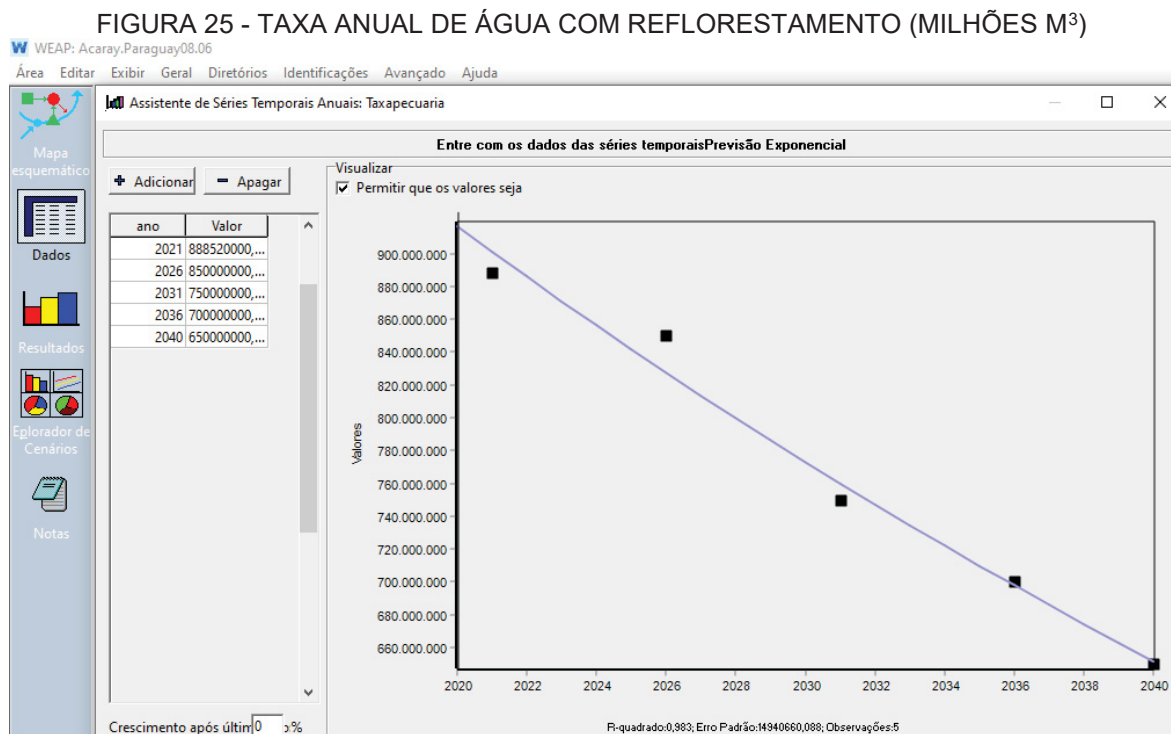 FIGURA 25 - TAXA ANUAL DE ÁGUA COM REFLORESTAMENTO (MILHÕES M³)
W WEAP: Acaray.Paraguay08.06
Área Editar Exibir Geral Diretórios Identificações Avançado Ajuda
Assistente de Séries Temporais Anuais: Taxapecuaria
Entre com os dados das séries temporaisPrevisão Exponencial
Mapa
esquemático
Dados
Resultados
Eplorador de
Cenários
Notas
+ Adicionar − Apagar
ano Valor
2021 888520000,...
2026 850000000,...
2031 750000000,...
2036 700000000,...
2040 650000000,...
Crescimento após últim 0 %
Visualizar
Permitir que os valores seja
Valores
900.000.000
880.000.000
860.000.000
840.000.000
820.000.000
800.000.000
780.000.000
760.000.000
740.000.000
720.000.000
700.000.000
680.000.000
660.000.000
2020 2022 2024 2026 2028 2030 2032 2034 2036 2038 2040
R-quadrado:0,983; Erro Padrão:14940660,088; Observações:5